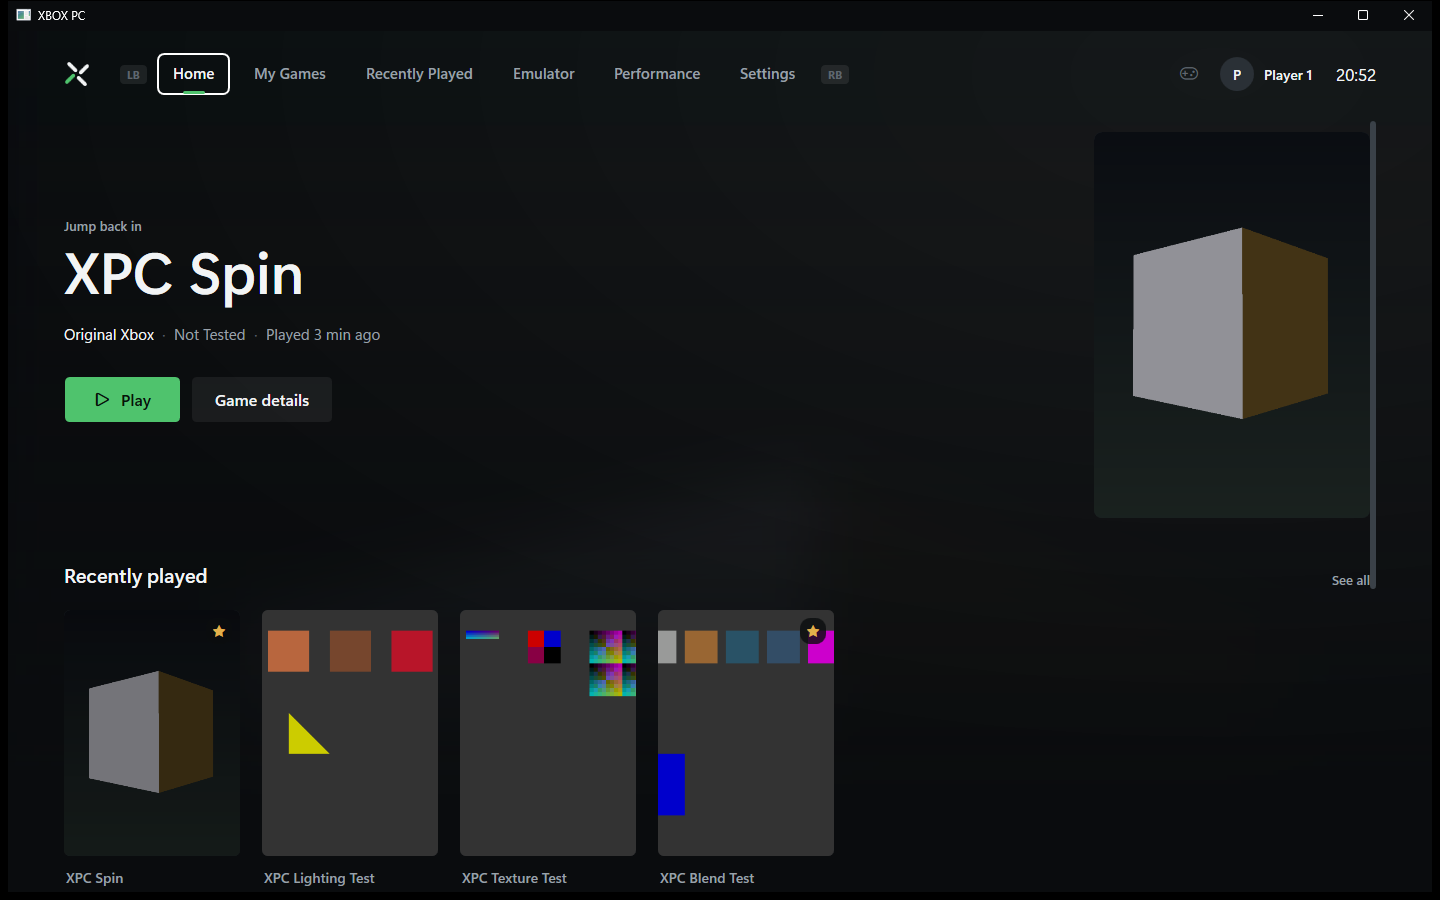 XBOX PC
LB
Home
My Games
Recently Played
Emulator
Performance
Settings
RB
P
Player 1
20:52
Jump back in
XPC Spin
Original Xbox · Not Tested · Played 3 min ago
Play
Game details
Recently played
See all
XPC Spin
XPC Lighting Test
XPC Texture Test
XPC Blend Test